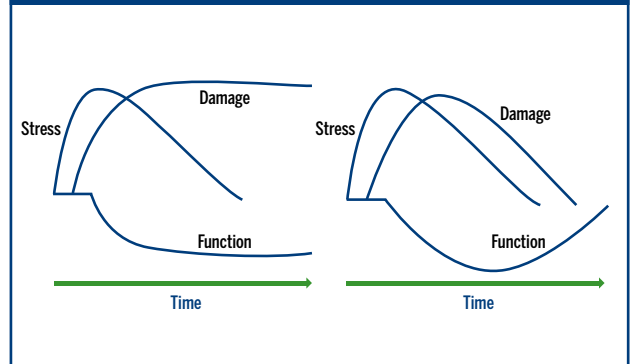 Stress
Damage
Function
Time
Stress
Damage
Function
Time